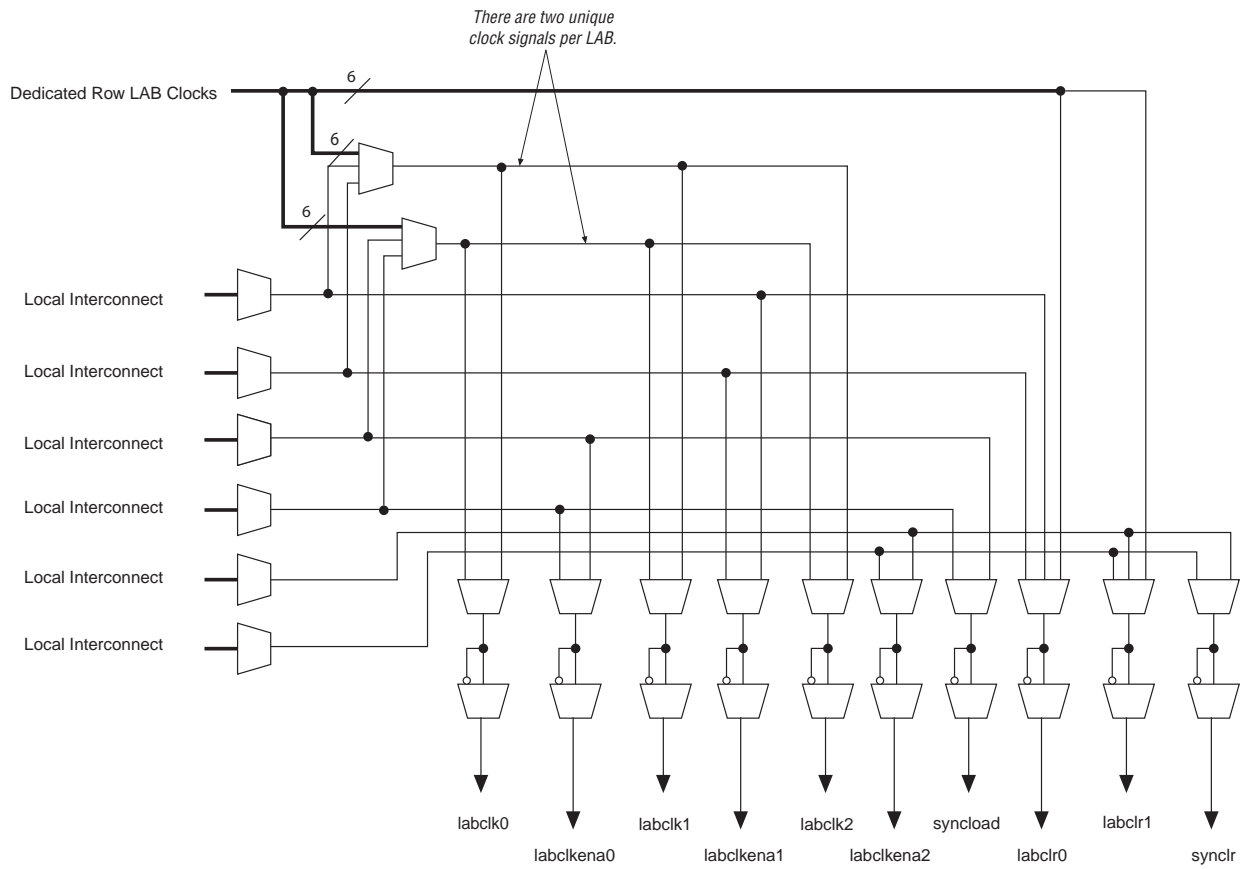 There are two unique
clock signals per LAB.
6
Dedicated Row LAB Clocks
6
6
Local Interconnect
Local Interconnect
Local Interconnect
Local Interconnect
Local Interconnect
Local Interconnect
labclk0 labclk1 labclk2 syncload labclr1
labclkena0 labclkena1 labclkena2 labclr0 synclr